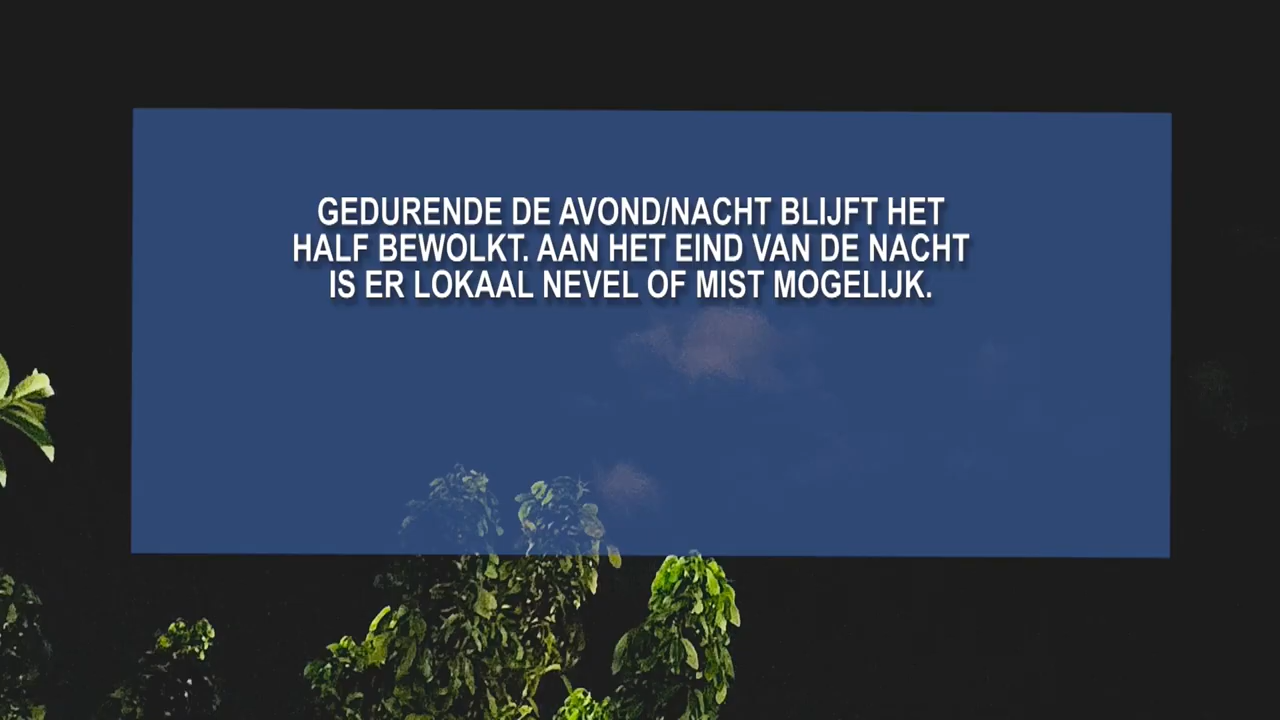 GEDURENDE DE AVOND/NACHT BLIJFT HET
HALF BEWOLKT. AAN HET EIND VAN DE NACHT
IS ER LOKAAL NEVEL OF MIST MOGELIJK.